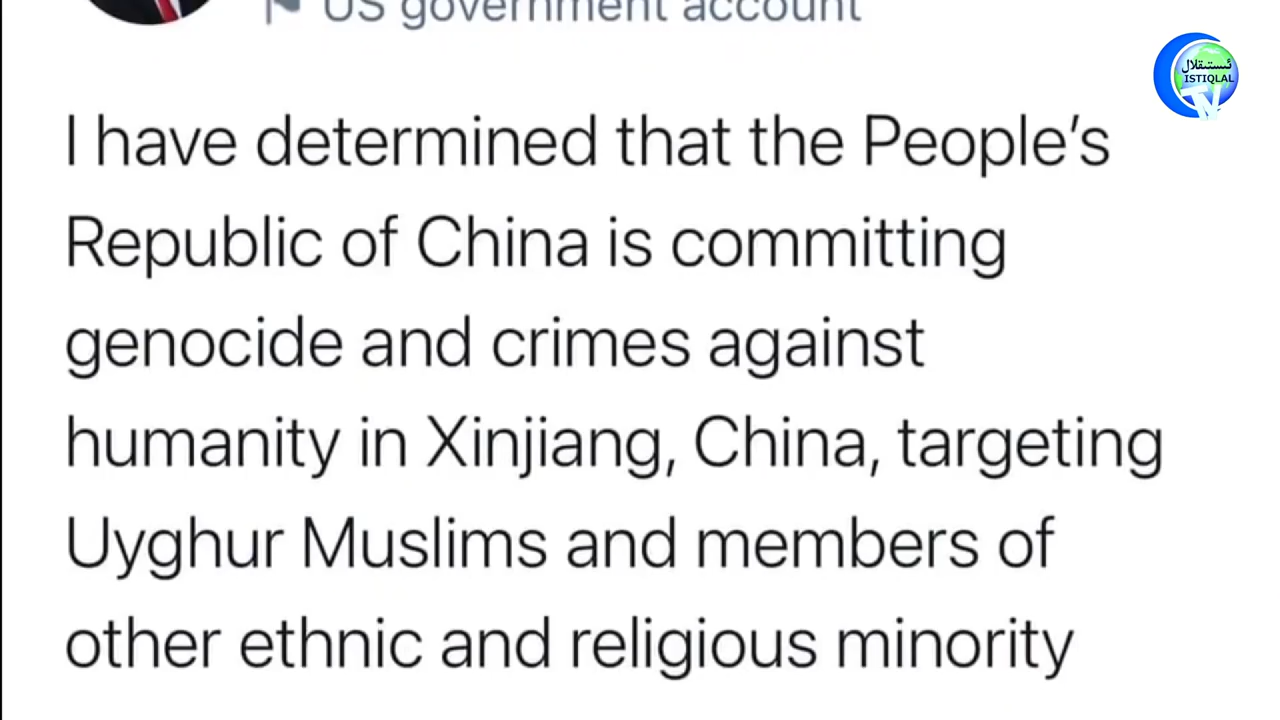 US government account
ئىستىقلال
ISTIQLAL
TV
I have determined that the People’s
Republic of China is committing
genocide and crimes against
humanity in Xinjiang, China, targeting
Uyghur Muslims and members of
other ethnic and religious minority